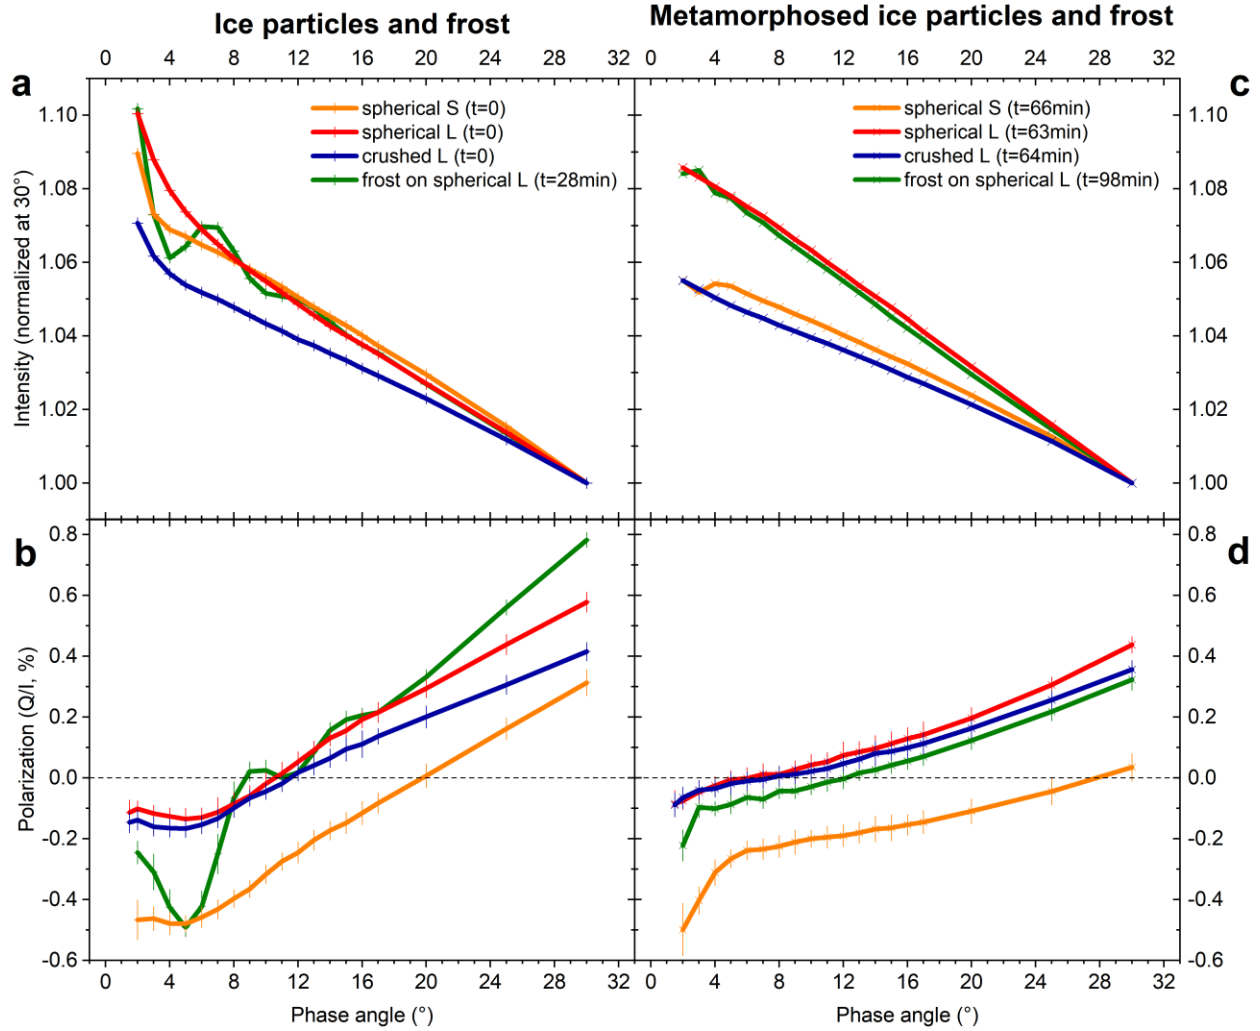 Ice particles and frost
Metamorphosed ice particles and frost
0 4 8 12 16 20 24 28 32
0 4 8 12 16 20 24 28 32
a
c
spherical S (t=0)
spherical L (t=0)
crushed L (t=0)
frost on spherical L (t=28min)
spherical S (t=66min)
spherical L (t=63min)
crushed L (t=64min)
frost on spherical L (t=98min)
Intensity (normalized at 30°)
1.10
1.08
1.06
1.04
1.02
1.00
1.10
1.08
1.06
1.04
1.02
1.00
b
d
Polarization (Q/I, %)
0.8
0.6
0.4
0.2
0.0
-0.2
-0.4
-0.6
0.8
0.6
0.4
0.2
0.0
-0.2
-0.4
-0.6
0 4 8 12 16 20 24 28 32
0 4 8 12 16 20 24 28 32
Phase angle (°)
Phase angle (°)